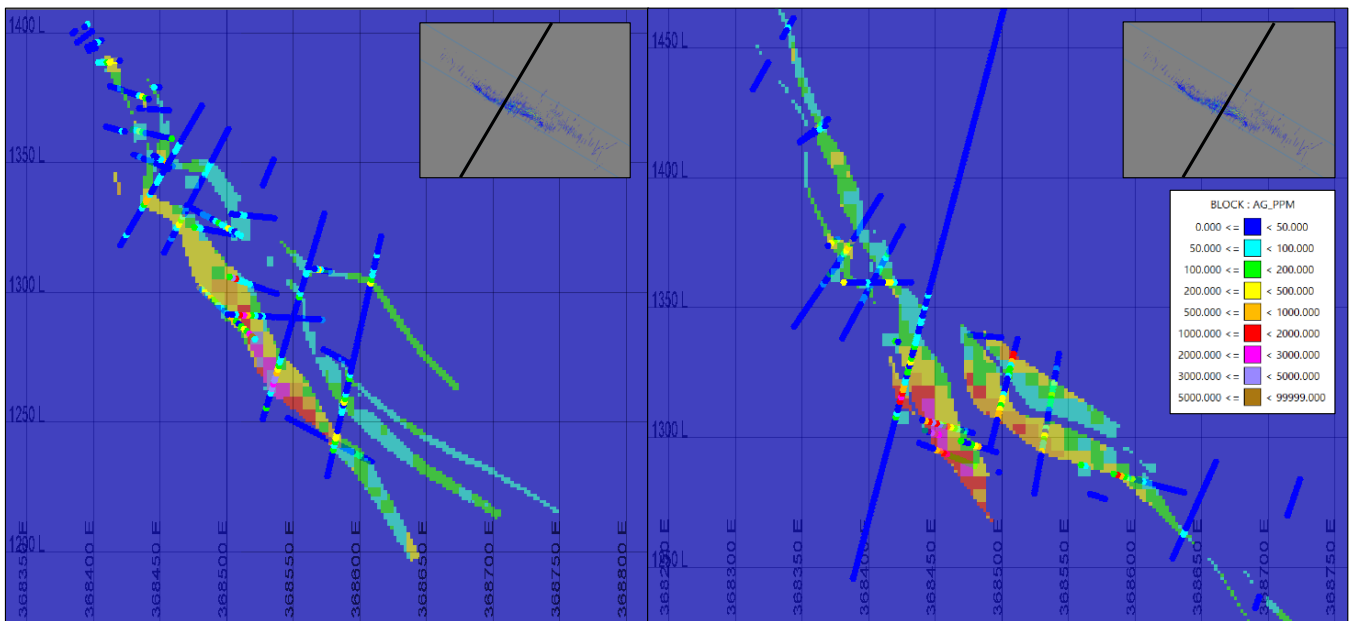 1400 L
1350 L
1300 L
1250 L
1200 L
368350 E
368400 E
368450 E
368500 E
368550 E
368600 E
368650 E
368700 E
368750 E
368800 E
1450 L
1400 L
1350 L
1300 L
1250 L
368250 E
368300 E
368350 E
368400 E
368450 E
368500 E
368550 E
368600 E
368650 E
368700 E
368750 E
BLOCK : AG_PPM
0.000 <= < 50.000
50.000 <= < 100.000
100.000 <= < 200.000
200.000 <= < 500.000
500.000 <= < 1000.000
1000.000 <= < 2000.000
2000.000 <= < 3000.000
3000.000 <= < 5000.000
5000.000 <= < 99999.000